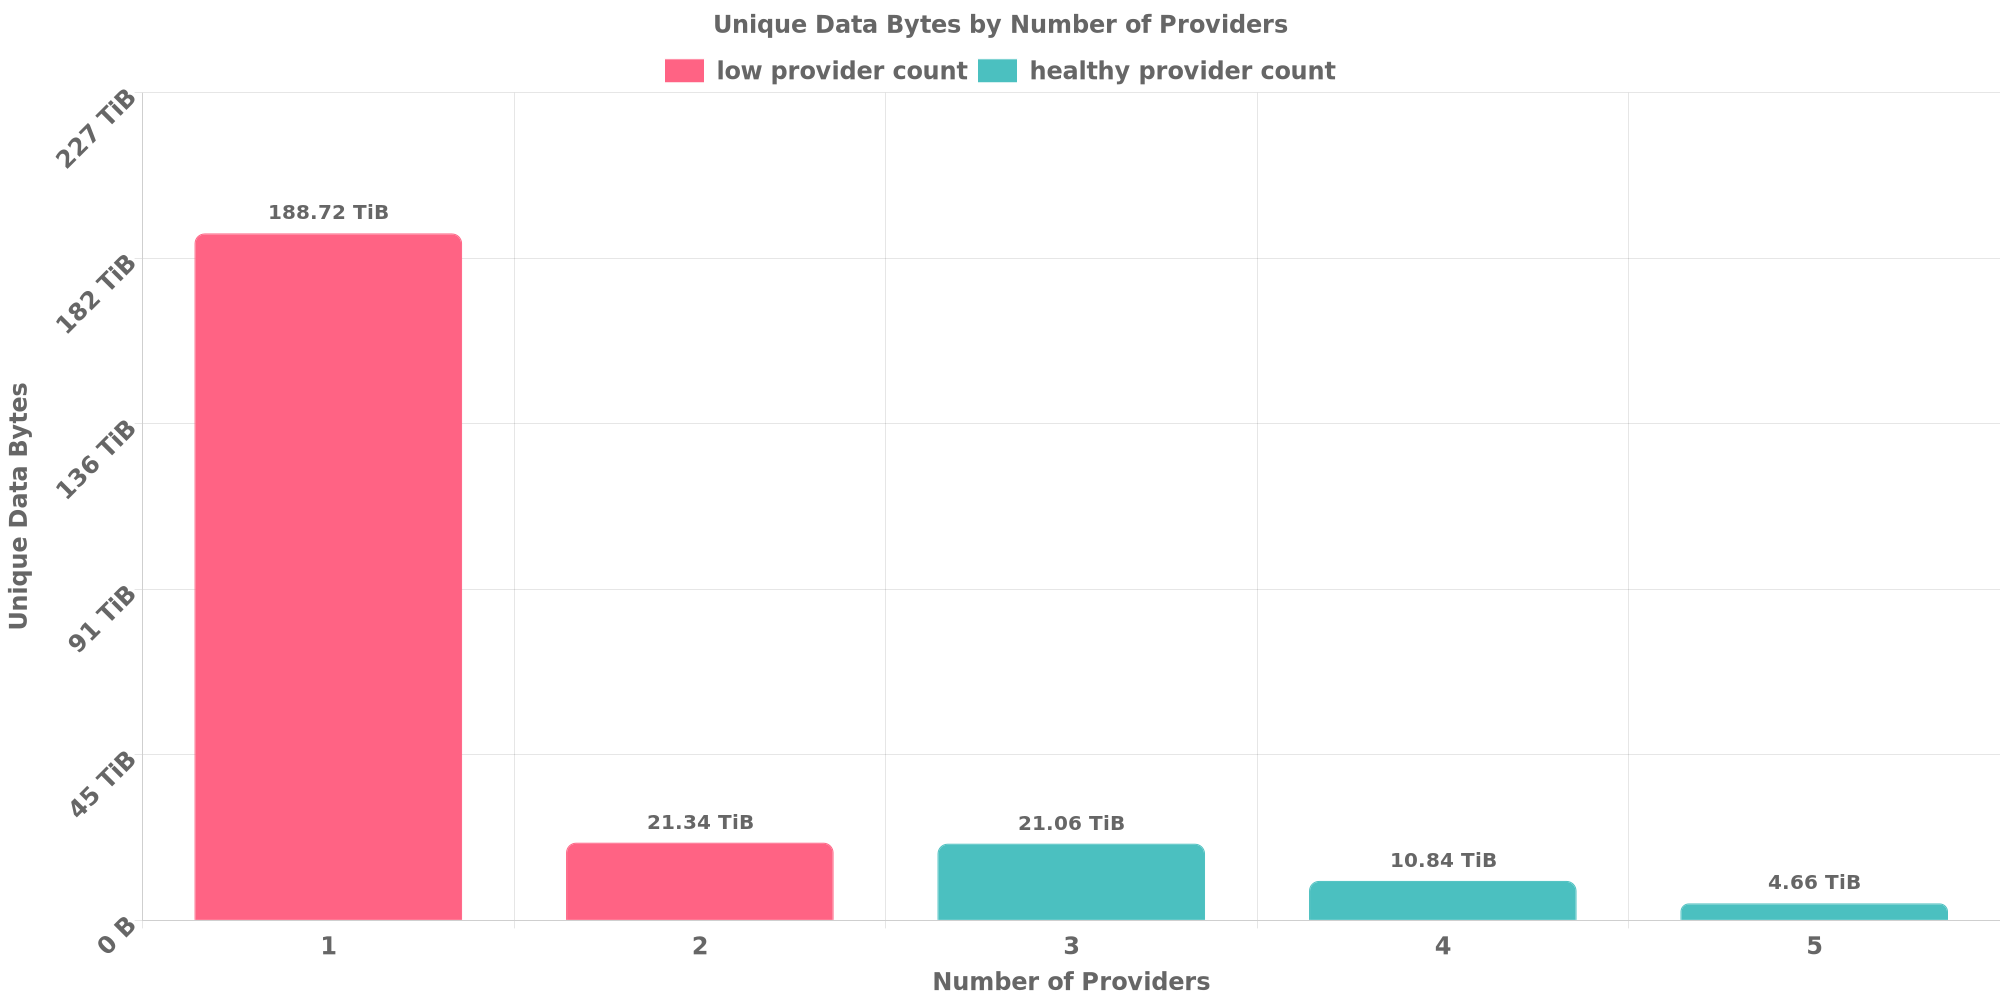 Unique Data Bytes by Number of Providers
low provider count healthy provider count
227 TiB
182 TiB
136 TiB
91 TiB
45 TiB
0 B
Unique Data Bytes
188.72 TiB
21.34 TiB
21.06 TiB
10.84 TiB
4.66 TiB
1 2 3 4 5
Number of Providers